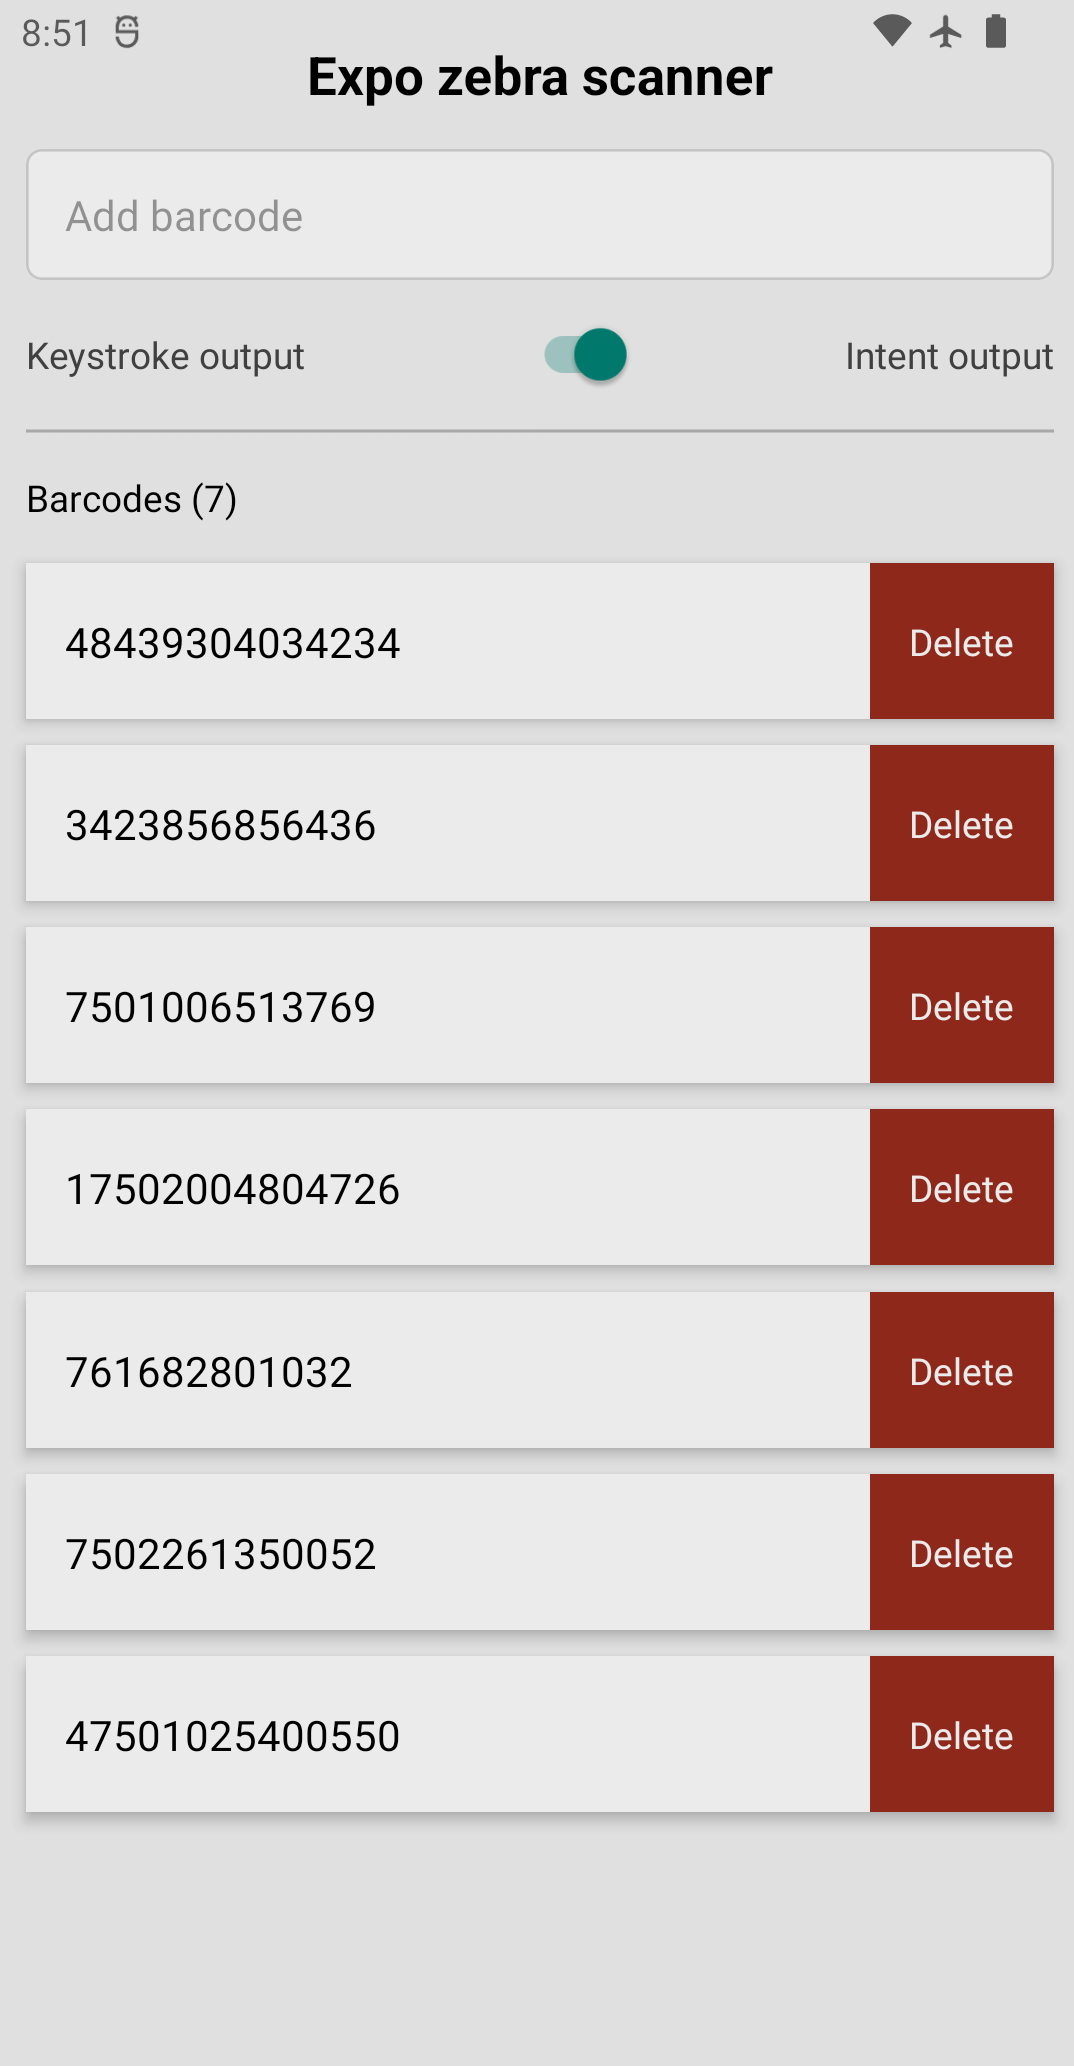 8:51
Expo zebra scanner
Add barcode
Keystroke output Intent output
Barcodes (7)
48439304034234 Delete
3423856856436 Delete
7501006513769 Delete
17502004804726 Delete
761682801032 Delete
7502261350052 Delete
47501025400550 Delete